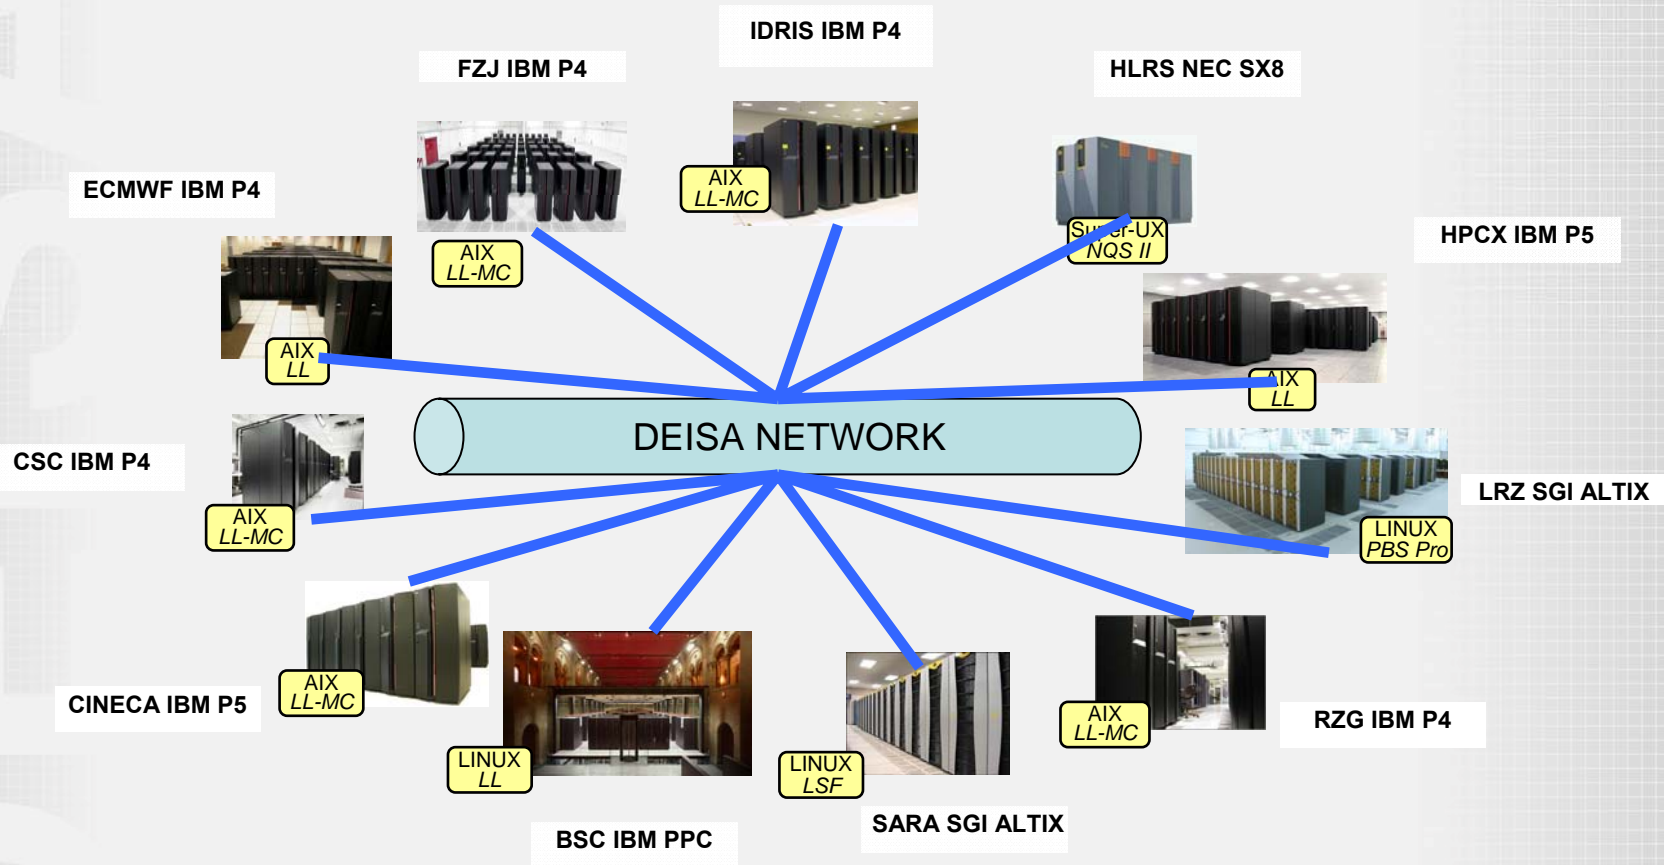 IDRIS IBM P4
FZJ IBM P4
HLRS NEC SX8
AIX
LL-MC
ECMWF IBM P4
AIX
LL-MC
Super-UX
NQS II
HPCX IBM P5
AIX
LL
AIX
LL
DEISA NETWORK
CSC IBM P4
AIX
LL-MC
LRZ SGI ALTIX
LINUX
PBS Pro
CINECA IBM P5
AIX
LL-MC
AIX
LL-MC
RZG IBM P4
LINUX
LL
LINUX
LSF
SARA SGI ALTIX
BSC IBM PPC